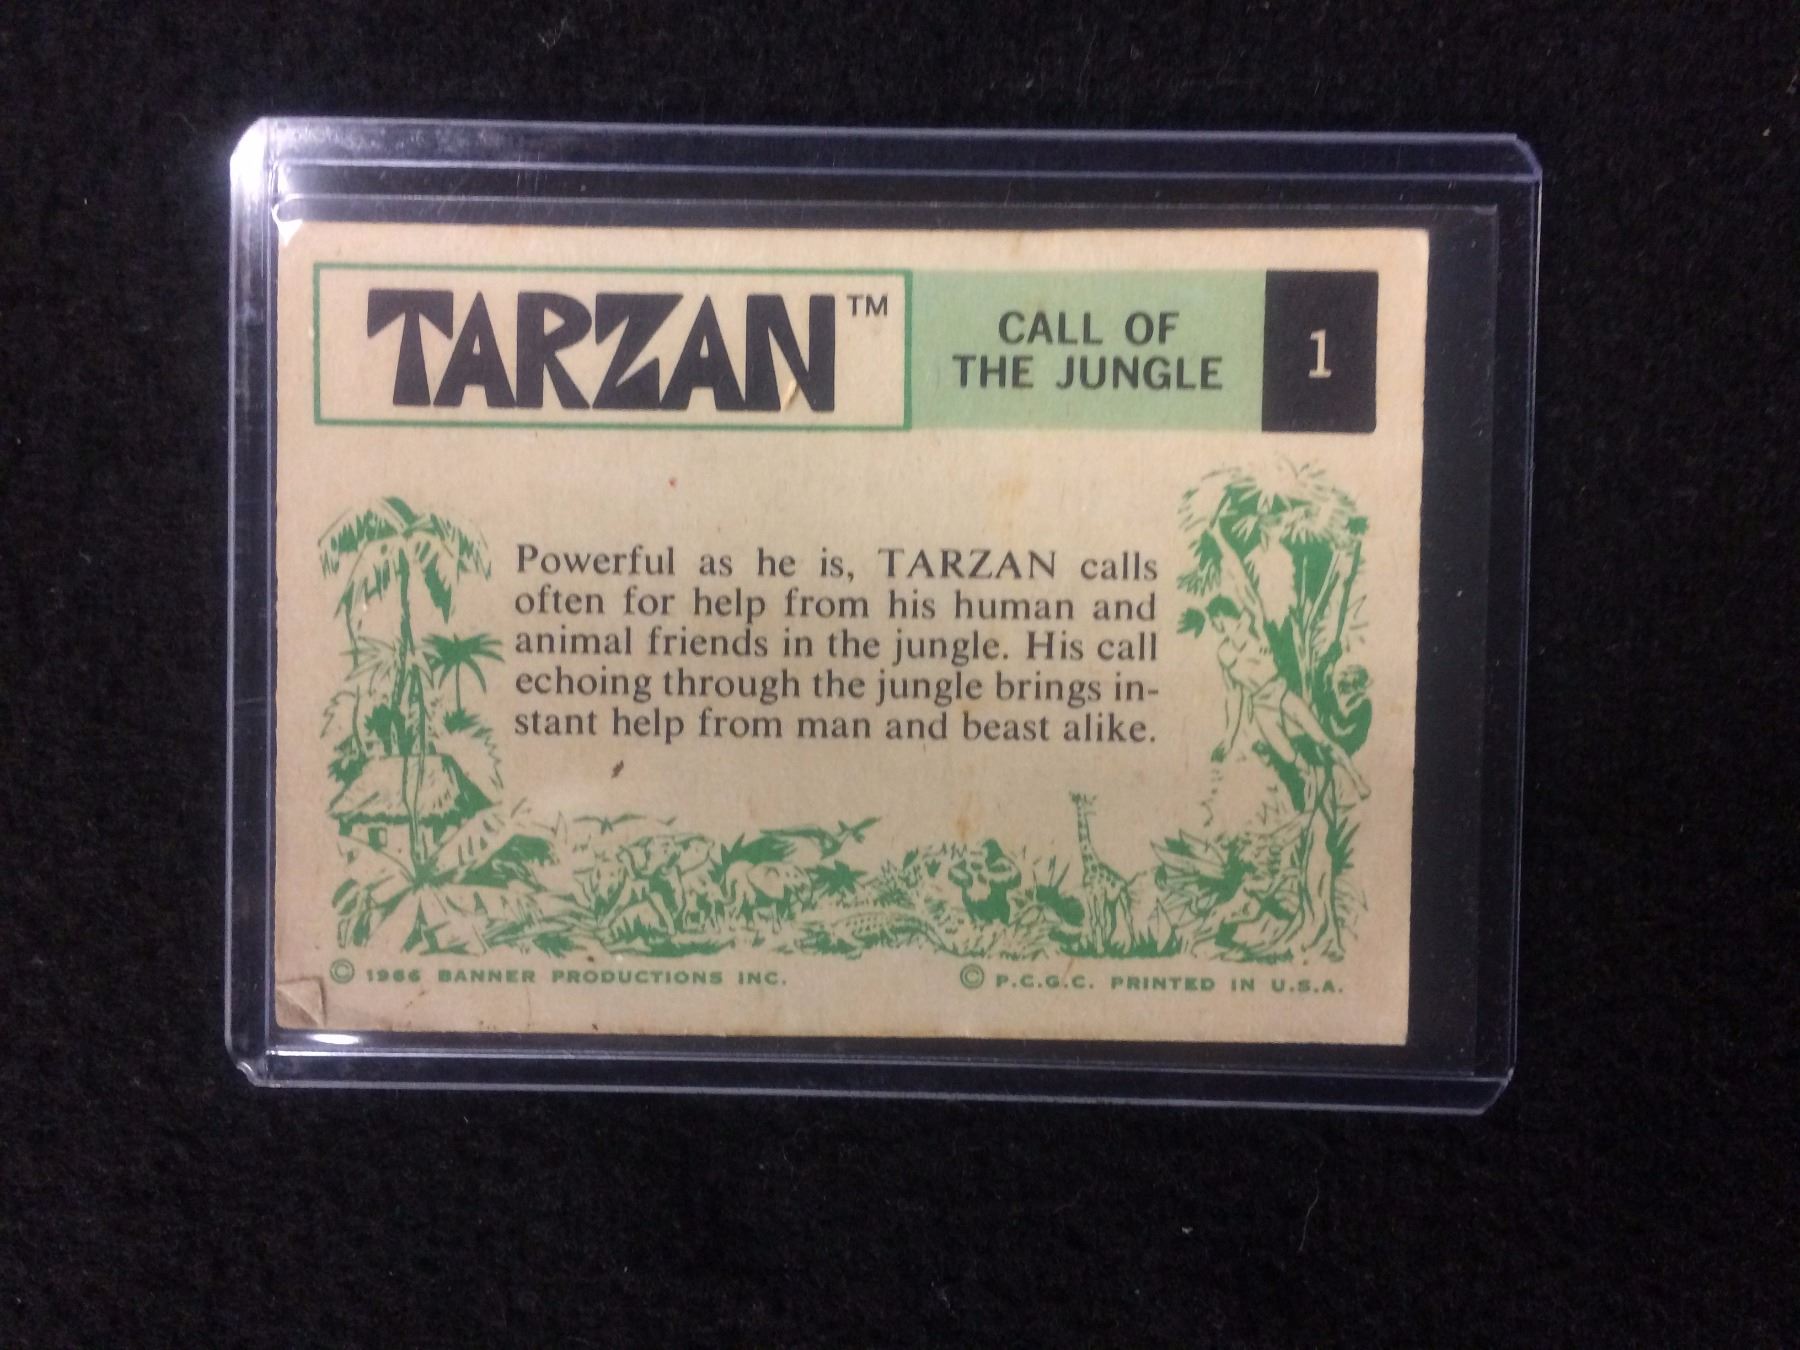 TARZAN™
CALL OF
THE JUNGLE
1
Powerful as he is, TARZAN calls
often for help from his human and
animal friends in the jungle. His call
echoing through the jungle brings in-
stant help from man and beast alike.
© 1966 BANNER PRODUCTIONS INC.
© P.C.G.C. PRINTED IN U.S.A.